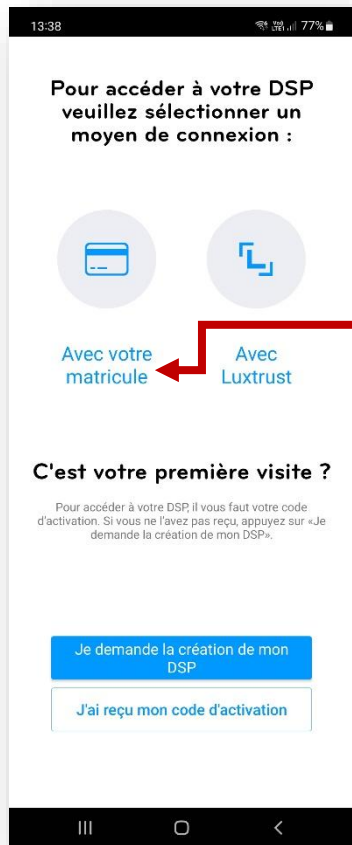 13:38
77%
Pour accéder à votre DSP
veuillez sélectionner un
moyen de connexion :
Avec votre
matricule
Avec
Luxtrust
C'est votre première visite ?
Pour accéder à votre DSP, il vous faut votre code
d'activation. Si vous ne l'avez pas reçu, appuyez sur «Je
demande la création de mon DSP».
Je demande la création de mon
DSP
J'ai reçu mon code d'activation